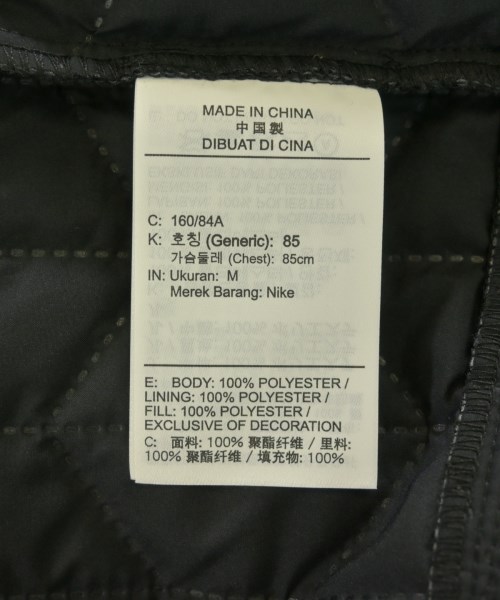 MADE IN CHINA
中国製
DIBUAT DI CINA
C: 160/84A
K: 호칭 (Generic): 85
가슴둘레 (Chest): 85cm
IN: Ukuran: M
Merek Barang: Nike
E: BODY: 100% POLYESTER /
LINING: 100% POLYESTER /
FILL: 100% POLYESTER /
EXCLUSIVE OF DECORATION
C: 面料: 100% 聚酯纤维 / 里料:
100% 聚酯纤维 / 填充物: 100%